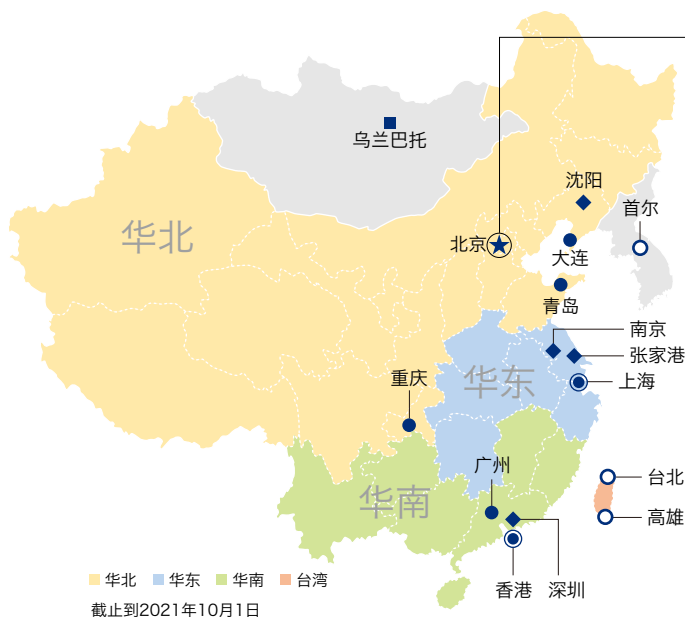 乌兰巴托
沈阳
首尔
华北
北京
大连
青岛
南京
张家港
重庆
华东
上海
广州
台北
华南
高雄
香港
深圳
华北 华东 华南 台湾
截止到2021年10月1日